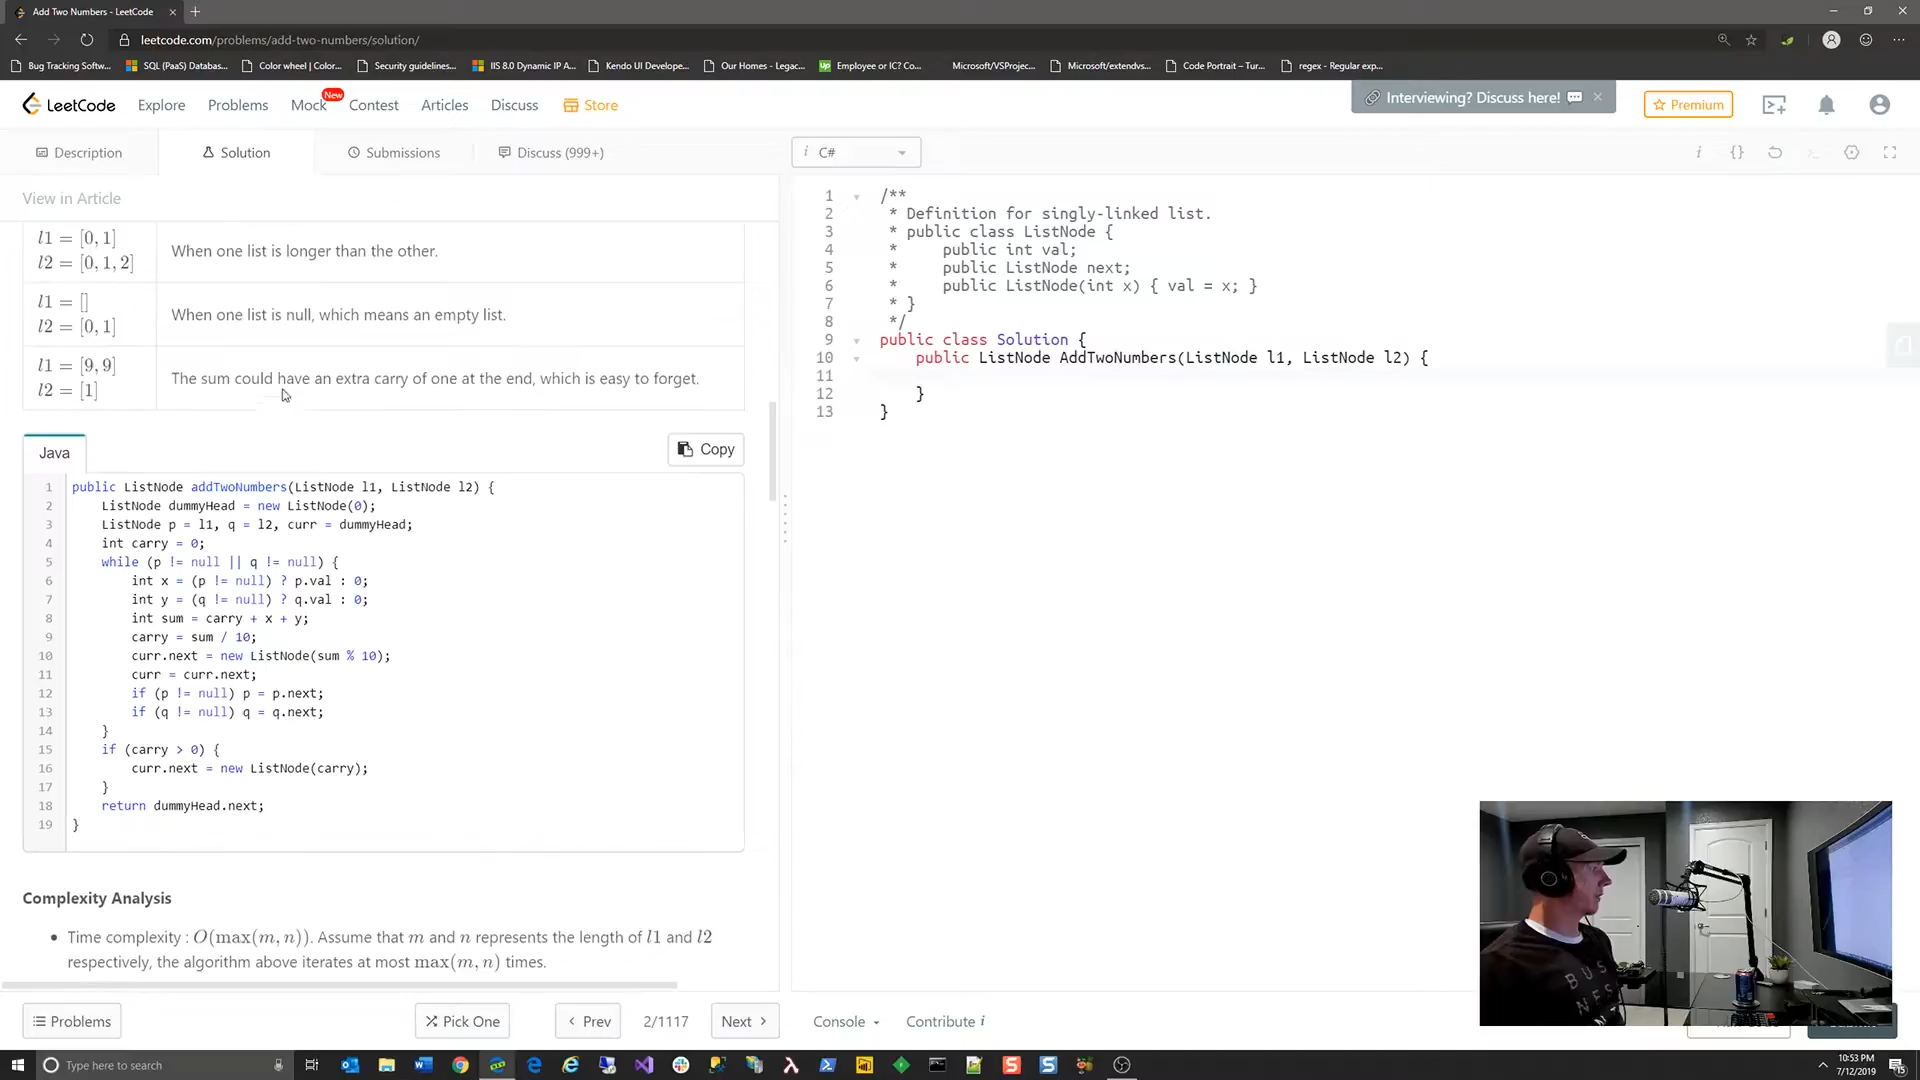 Add Two Numbers - LeetCode
leetcode.com/problems/add-two-numbers/solution/
Bug Tracking Softw... SQL (PaaS) Databas... Color wheel | Color... Security guidelines... IIS 8.0 Dynamic IP A... Kendo UI Develope... Our Homes - Legac... Employee or IC? Co... Microsoft/VSProjec... Microsoft/extendvs... Code Portrait – Tur... regex - Regular exp...
LeetCode Explore Problems Mock New Contest Articles Discuss Store
Interviewing? Discuss here!
Premium
Description Solution Submissions Discuss (999+)
View in Article
l1 = [0, 1]
l2 = [0, 1, 2]
When one list is longer than the other.
l1 = []
l2 = [0, 1]
When one list is null, which means an empty list.
l1 = [9, 9]
l2 = [1]
The sum could have an extra carry of one at the end, which is easy to forget.
Java
Copy
1 public ListNode addTwoNumbers(ListNode l1, ListNode l2) {
2 ListNode dummyHead = new ListNode(0);
3 ListNode p = l1, q = l2, curr = dummyHead;
4 int carry = 0;
5 while (p != null || q != null) {
6 int x = (p != null) ? p.val : 0;
7 int y = (q != null) ? q.val : 0;
8 int sum = carry + x + y;
9 carry = sum / 10;
10 curr.next = new ListNode(sum % 10);
11 curr = curr.next;
12 if (p != null) p = p.next;
13 if (q != null) q = q.next;
14 }
15 if (carry > 0) {
16 curr.next = new ListNode(carry);
17 }
18 return dummyHead.next;
19 }
Complexity Analysis
• Time complexity : O(max(m, n)). Assume that m and n represents the length of l1 and l2
respectively, the algorithm above iterates at most max(m, n) times.
Problems Pick One Prev 2/1117 Next
C#
1 /**
2 * Definition for singly-linked list.
3 * public class ListNode {
4 * public int val;
5 * public ListNode next;
6 * public ListNode(int x) { val = x; }
7 * }
8 */
9 public class Solution {
10 public ListNode AddTwoNumbers(ListNode l1, ListNode l2) {
11
12 }
13 }
Console Contribute i
BUS
NES
Type here to search
10:53 PM
7/12/2019